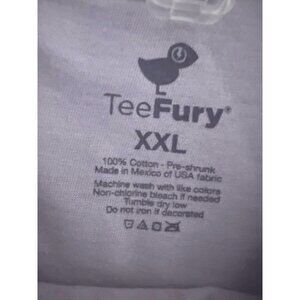 TeeFury®
XXL
100% Cotton - Pre-shrunk
Made in Mexico of USA fabric
Machine wash with like colors
Non-chlorine bleach if needed
Tumble dry low
Do not iron if decorated